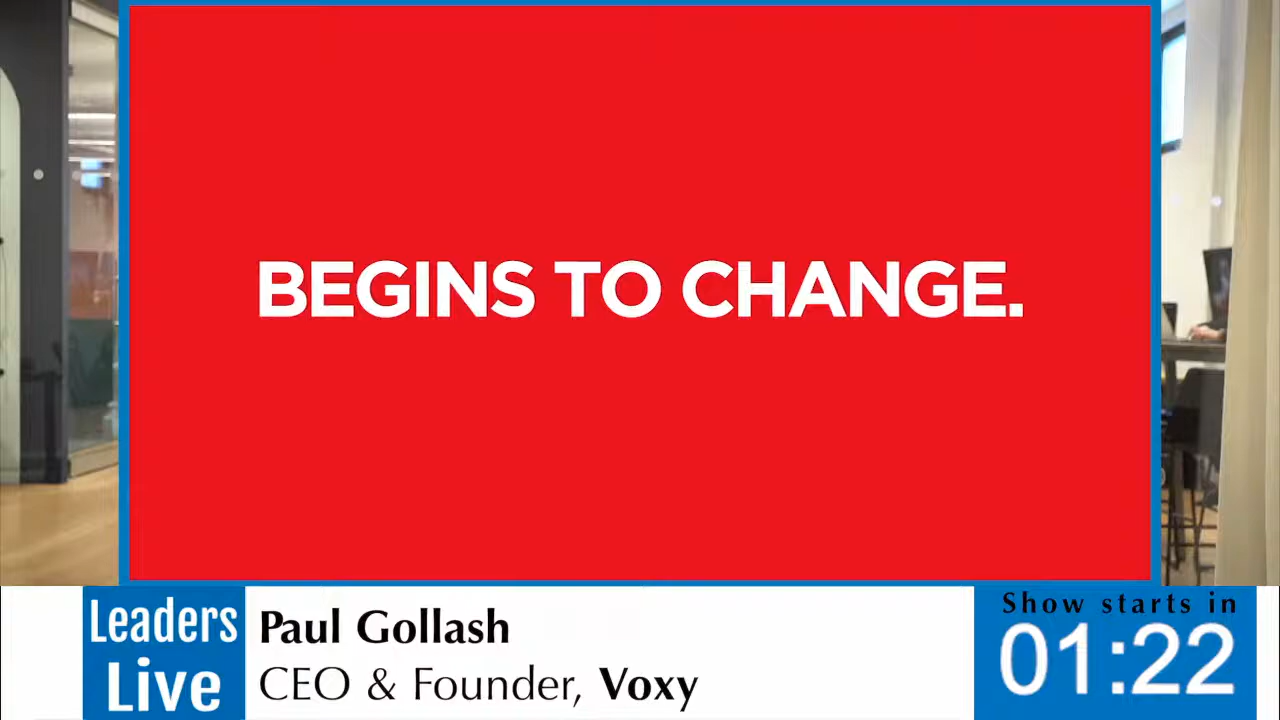 BEGINS TO CHANGE.
Leaders
Live
Paul Gollash
CEO & Founder, Voxy
Show starts in
01:22